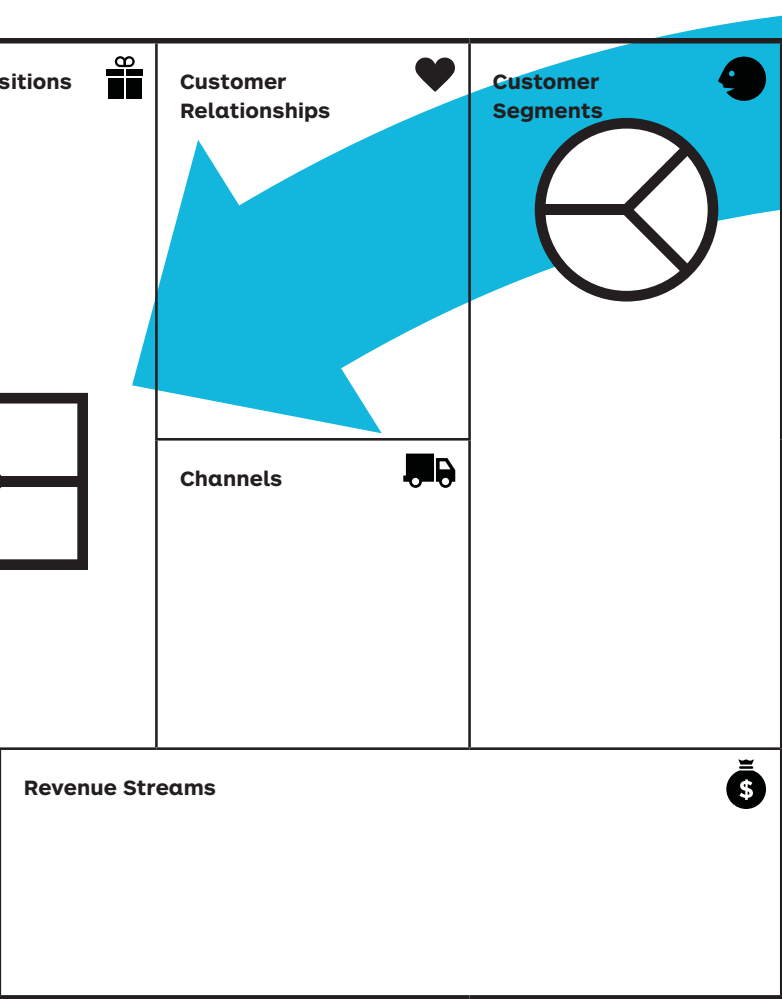 sitions
Customer
Relationships
Customer
Segments
Channels
Revenue Streams
$